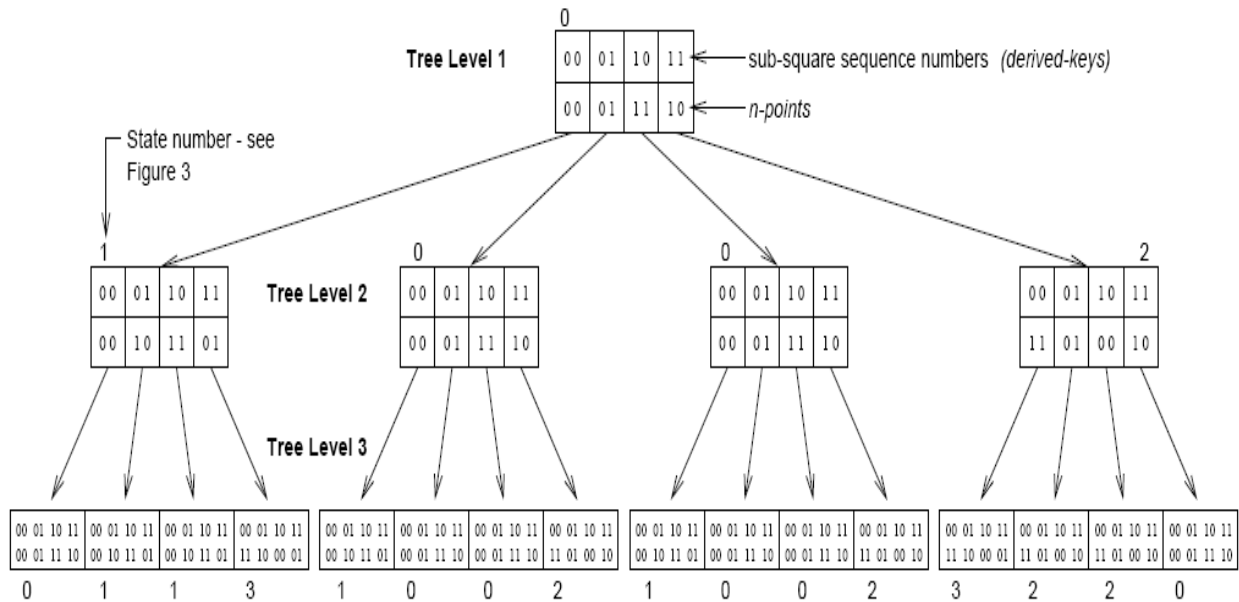 0
Tree Level 1
00 01 10 11
sub-square sequence numbers (derived-keys)
00 01 11 10
n-points
State number - see
Figure 3
1
0
0
2
Tree Level 2
00 01 10 11
00 01 10 11
00 01 10 11
00 01 10 11
00 10 11 01
00 01 11 10
00 01 11 10
11 01 00 10
Tree Level 3
00 01 10 11 00 01 10 11 00 01 10 11 00 01 10 11
00 01 10 11 00 01 10 11 00 01 10 11 00 01 10 11
00 01 10 11 00 01 10 11 00 01 10 11 00 01 10 11
00 01 10 11 00 01 10 11 00 01 10 11 00 01 10 11
00 01 11 10 00 10 11 01 00 10 11 01 11 10 00 01
00 10 11 01 00 01 11 10 00 01 11 10 11 01 00 10
00 10 11 01 00 01 11 10 00 01 11 10 11 01 00 10
11 10 00 01 11 01 00 10 11 01 00 10 00 01 11 10
0 1 1 3
1 0 0 2
1 0 0 2
3 2 2 0